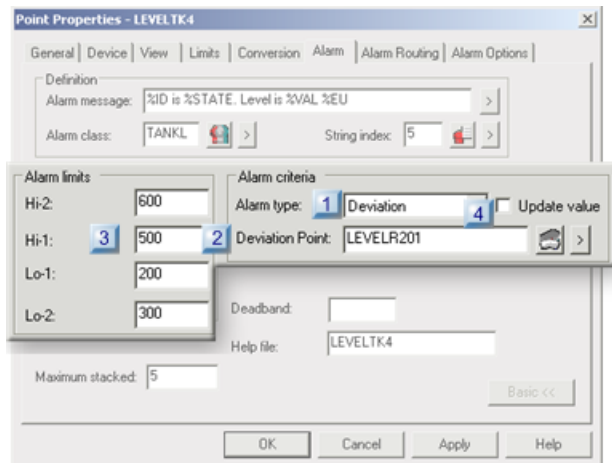 Point Properties - LEVELTK4
General Device View Limits Conversion Alarm Alarm Routing Alarm Options
Definition
Alarm message: %ID is %STATE. Level is %VAL %EU >
Alarm class: TANKL > String index: 5 >
Alarm limits
Hi-2: 600
Hi-1: 3 500
Lo-1: 200
Lo-2: 300
Alarm criteria
Alarm type: 1 Deviation 4 Update value
2 Deviation Point: LEVELR201 >
Deadband:
Help file: LEVELTK4
Maximum stacked: 5
Basic <<
OK Cancel Apply Help